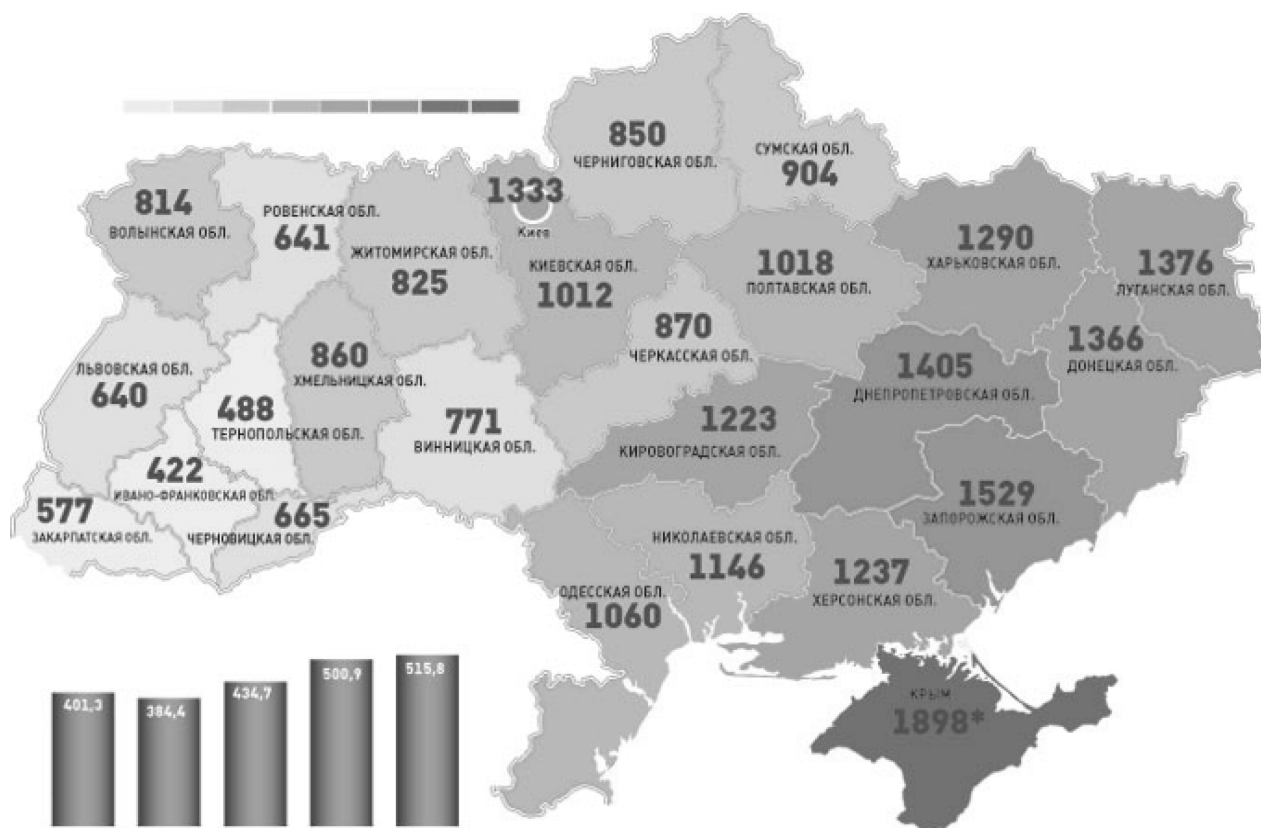 850
ЧЕРНИГОВСКАЯ ОБЛ.
СУМСКАЯ ОБЛ.
904
814
ВОЛЫНСКАЯ ОБЛ.
РОВЕНСКАЯ ОБЛ.
641
1333
Киев
ЖИТОМИРСКАЯ ОБЛ.
825
КИЕВСКАЯ ОБЛ.
1012
1018
ПОЛТАВСКАЯ ОБЛ.
1290
ХАРЬКОВСКАЯ ОБЛ.
1376
ЛУГАНСКАЯ ОБЛ.
870
ЧЕРКАССКАЯ ОБЛ.
1366
ДОНЕЦКАЯ ОБЛ.
ЛЬВОВСКАЯ ОБЛ.
640
860
ХМЕЛЬНИЦКАЯ ОБЛ.
1405
ДНЕПРОПЕТРОВСКАЯ ОБЛ.
488
ТЕРНОПОЛЬСКАЯ ОБЛ.
771
ВИННИЦКАЯ ОБЛ.
1223
КИРОВОГРАДСКАЯ ОБЛ.
422
ИВАНО-ФРАНКОВСКАЯ ОБЛ.
1529
ЗАПОРОЖСКАЯ ОБЛ.
577
ЗАКАРПАТСКАЯ ОБЛ.
665
ЧЕРНОВИЦКАЯ ОБЛ.
НИКОЛАЕВСКАЯ ОБЛ.
1146
1237
ХЕРСОНСКАЯ ОБЛ.
ОДЕССКАЯ ОБЛ.
1060
КРЫМ
1898*
401,3
384,4
434,7
500,9
515,8